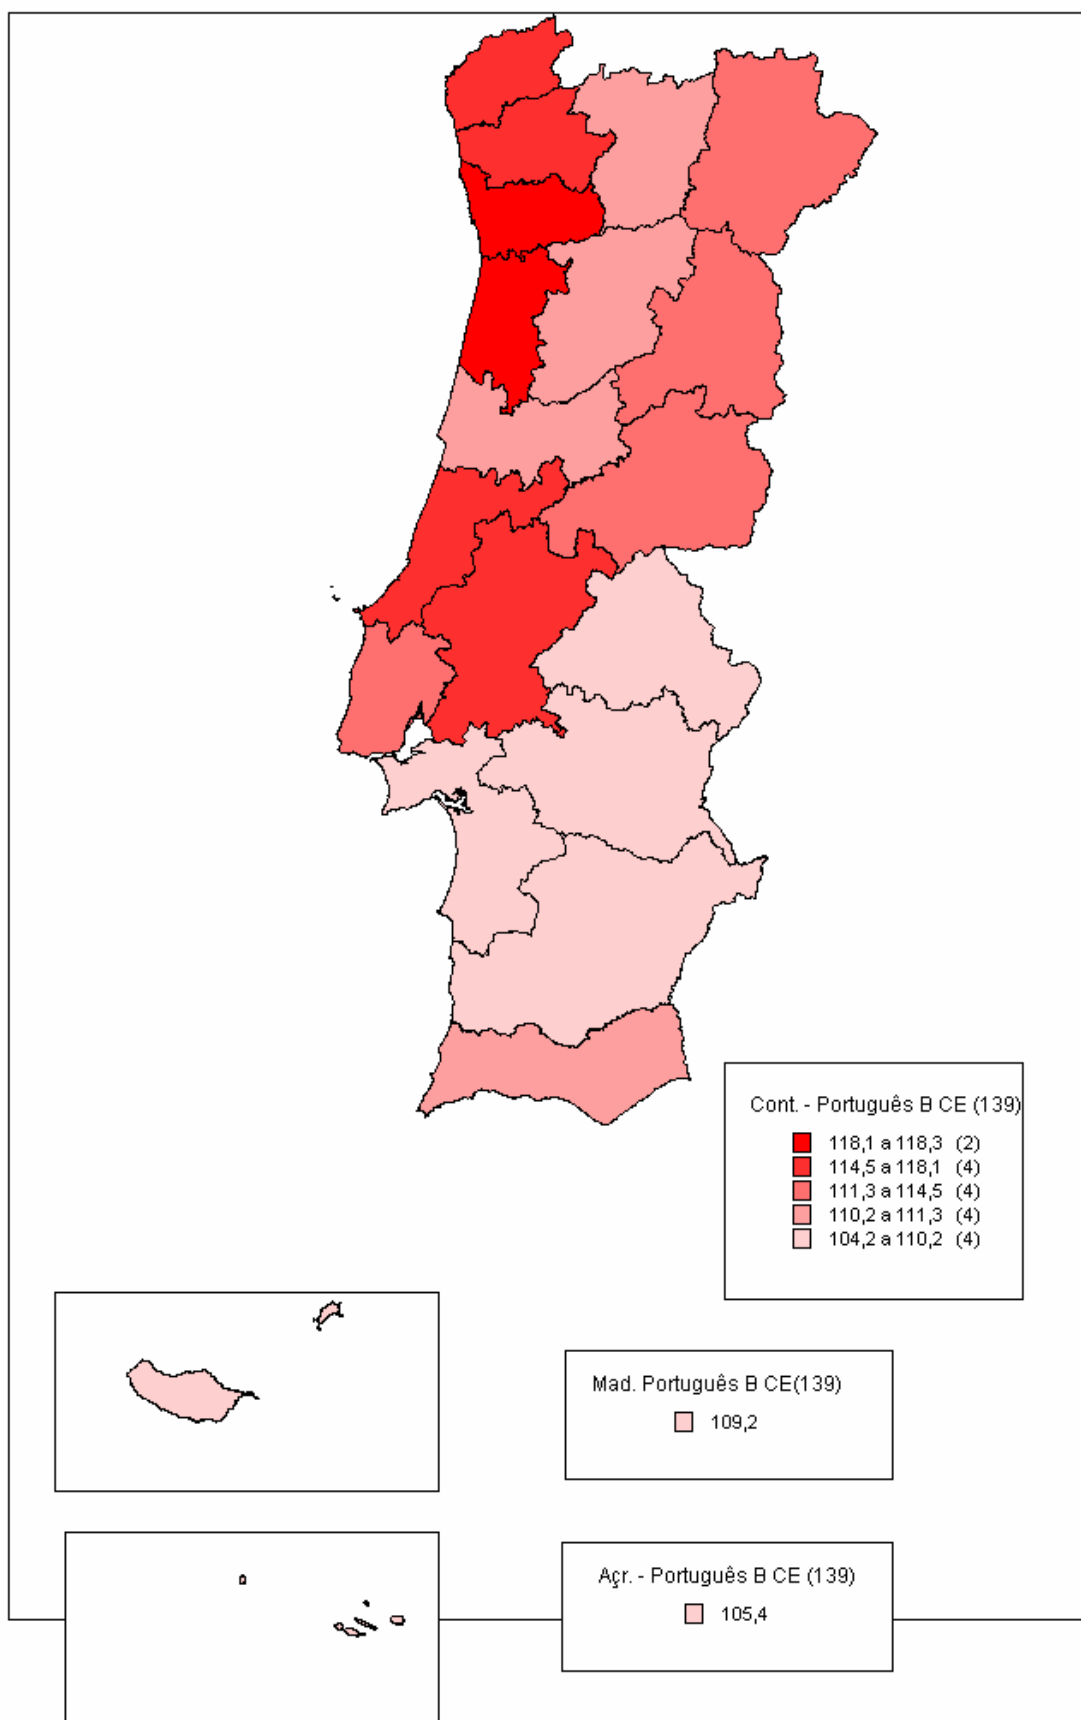 Cont. - Português B CE (139)
118,1 a 118,3 (2)
114,5 a 118,1 (4)
111,3 a 114,5 (4)
110,2 a 111,3 (4)
104,2 a 110,2 (4)
Mad. Português B CE(139)
109,2
Açr. - Português B CE (139)
105,4